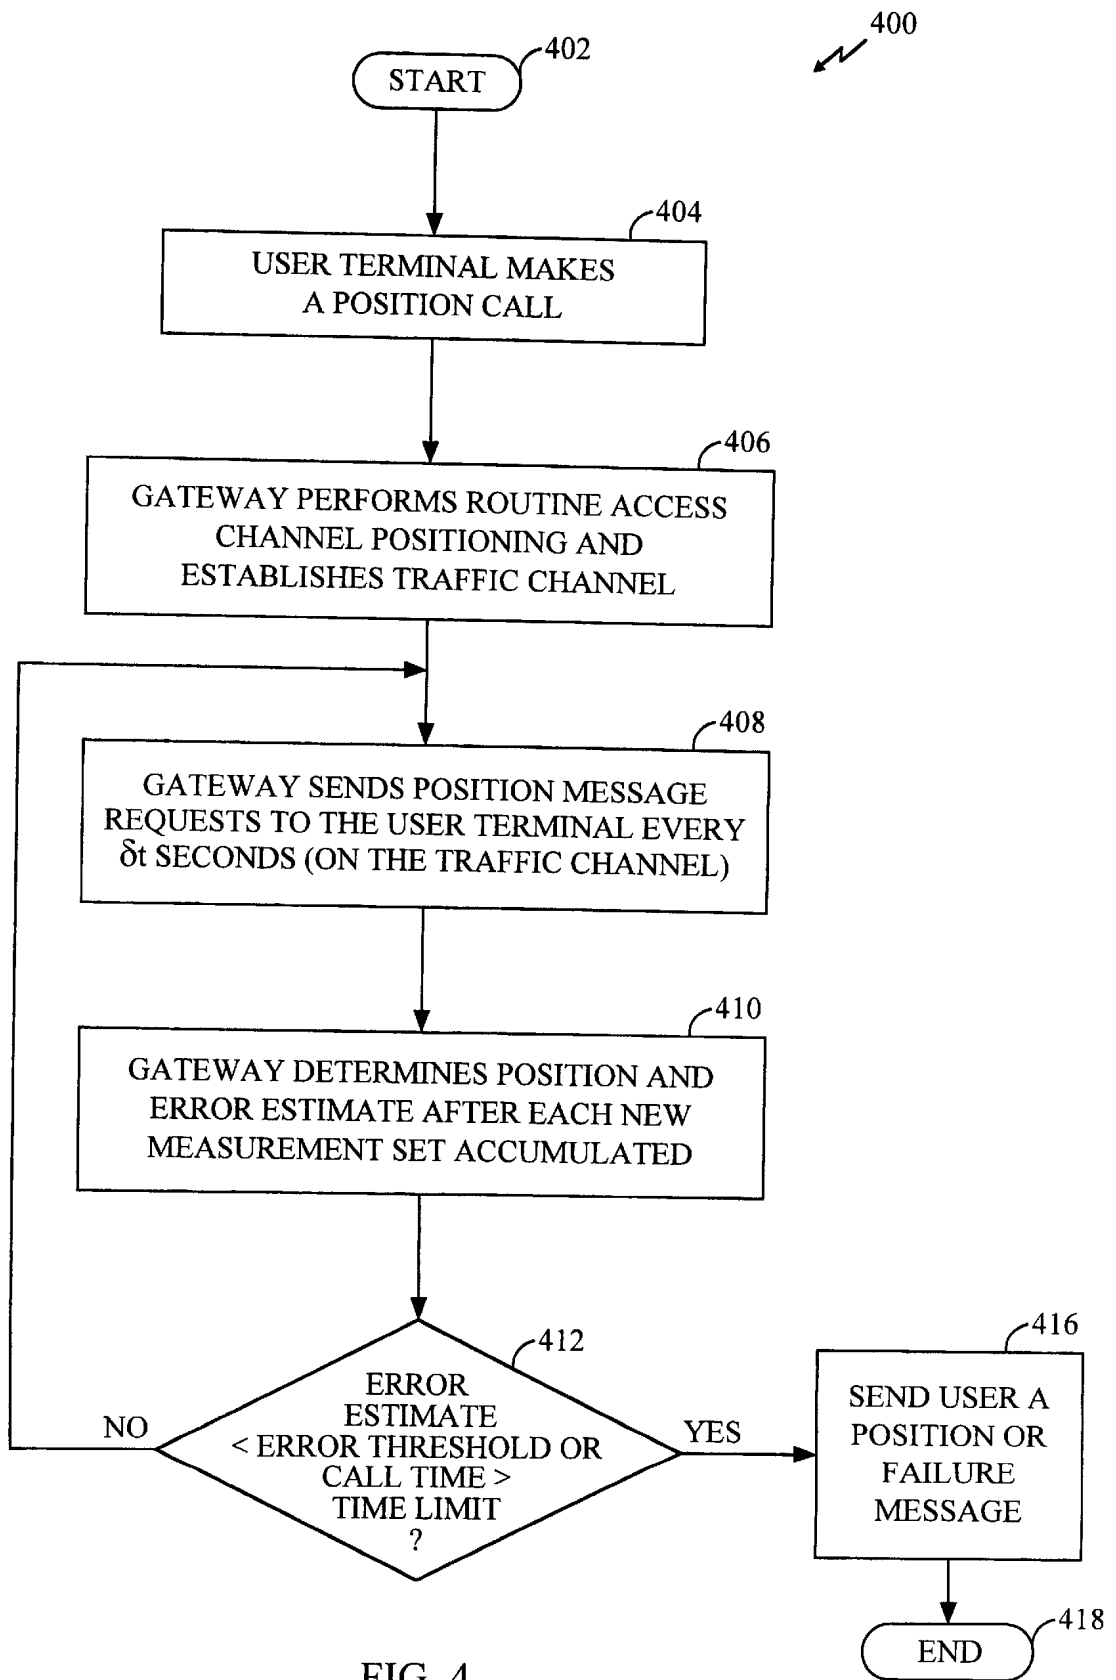 400
402
START
404
USER TERMINAL MAKES
A POSITION CALL
406
GATEWAY PERFORMS ROUTINE ACCESS
CHANNEL POSITIONING AND
ESTABLISHES TRAFFIC CHANNEL
408
GATEWAY SENDS POSITION MESSAGE
REQUESTS TO THE USER TERMINAL EVERY
δt SECONDS (ON THE TRAFFIC CHANNEL)
410
GATEWAY DETERMINES POSITION AND
ERROR ESTIMATE AFTER EACH NEW
MEASUREMENT SET ACCUMULATED
412
ERROR
ESTIMATE
< ERROR THRESHOLD OR
CALL TIME >
TIME LIMIT
?
NO
YES
416
SEND USER A
POSITION OR
FAILURE
MESSAGE
418
END
FIG. 4